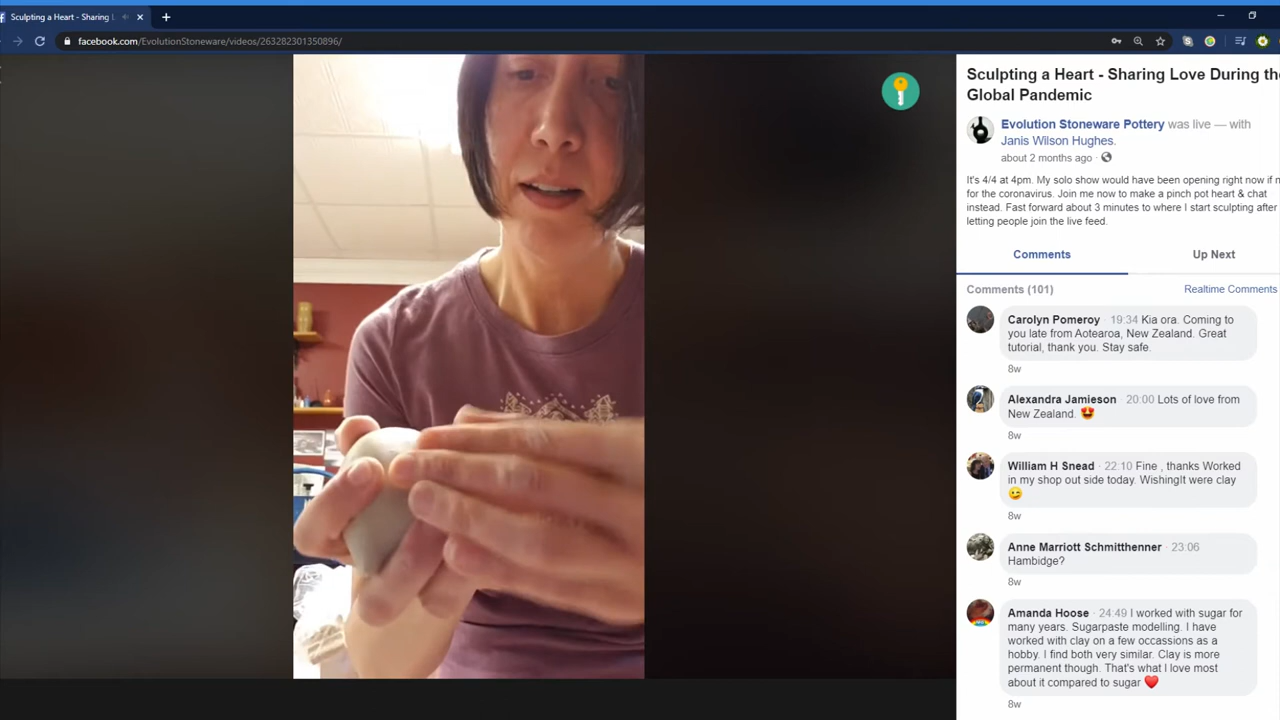 Sculpting a Heart - Sharing L
facebook.com/EvolutionStoneware/videos/263282301350896/
Sculpting a Heart - Sharing Love During the
Global Pandemic
Evolution Stoneware Pottery was live — with
Janis Wilson Hughes.
about 2 months ago
It's 4/4 at 4pm. My solo show would have been opening right now if n
for the coronavirus. Join me now to make a pinch pot heart & chat
instead. Fast forward about 3 minutes to where I start sculpting after
letting people join the live feed.
Comments Up Next
Comments (101) Realtime Comments
Carolyn Pomeroy · 19:34 Kia ora. Coming to
you late from Aotearoa, New Zealand. Great
tutorial, thank you. Stay safe.
8w
Alexandra Jamieson · 20:00 Lots of love from
New Zealand. 😍
8w
William H Snead · 22:10 Fine , thanks Worked
in my shop out side today. WishingIt were clay
😉
8w
Anne Marriott Schmitthenner · 23:06
Hambidge?
8w
Amanda Hoose · 24:49 I worked with sugar for
many years. Sugarpaste modelling. I have
worked with clay on a few occassions as a
hobby. I find both very similar. Clay is more
permanent though. That's what I love most
about it compared to sugar ❤️
8w